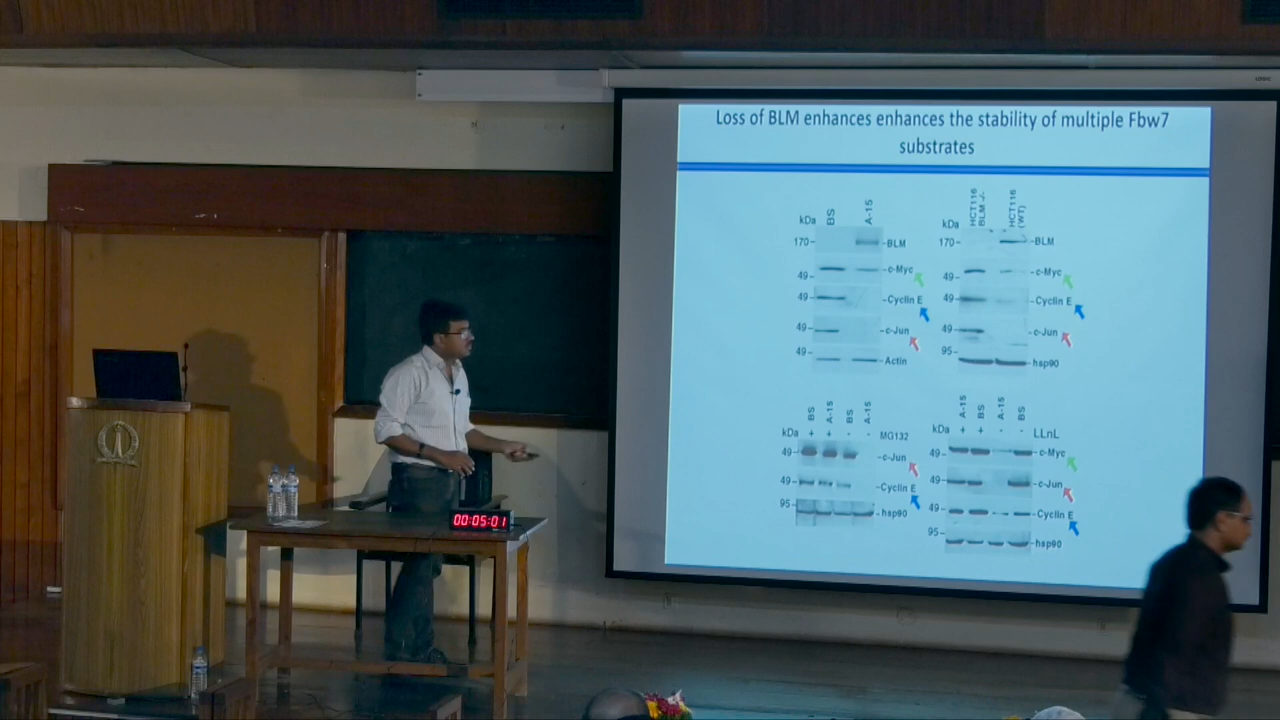 Loss of BLM enhances enhances the stability of multiple Fbw7
substrates
kDa BS A-15
170- -BLM
49- -c-Myc
49- -Cyclin E
49- -c-Jun
49- -Actin
kDa HCT116 BLM -/- HCT116 (WT)
170- -BLM
49- -c-Myc
49- -Cyclin E
49- -c-Jun
95- hsp90
BS A-15 BS A-15
kDa + + - - MG132
49- -c-Jun
49- -Cyclin E
95- -hsp90
A-15 BS A-15 BS
kDa + + - - LLnL
49- -c-Myc
49- -c-Jun
49- -Cyclin E
95- -hsp90
00:05:01